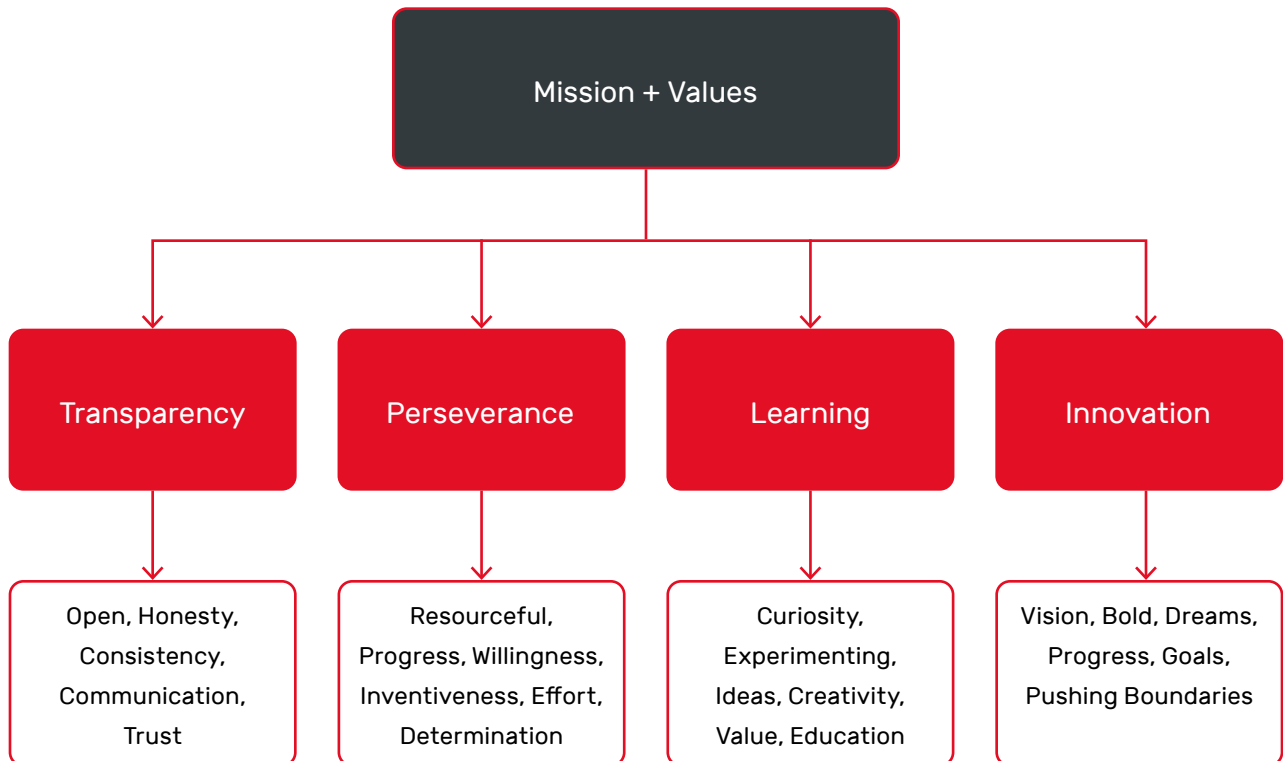 Mission + Values
Transparency
Perseverance
Learning
Innovation
Open, Honesty,
Consistency,
Communication,
Trust
Resourceful,
Progress, Willingness,
Inventiveness, Effort,
Determination
Curiosity,
Experimenting,
Ideas, Creativity,
Value, Education
Vision, Bold, Dreams,
Progress, Goals,
Pushing Boundaries